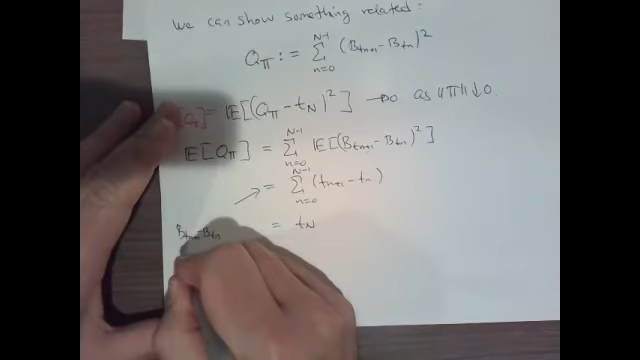 we can show something related:
Q_Π := Σ_{n=0}^{N-1} (B_{t_{n+1}} - B_{t_n})²
[Q_Π] = E[(Q_Π - t_N)²] → 0 as ‖Π‖ ↓ 0.
E[Q_Π] = Σ_{n=0}^{N-1} E[(B_{t_{n+1}} - B_{t_n})²]
= Σ_{n=0}^{N-1} (t_{n+1} - t_n)
B_{t_{n+1}} - B_{t_n} = t_N